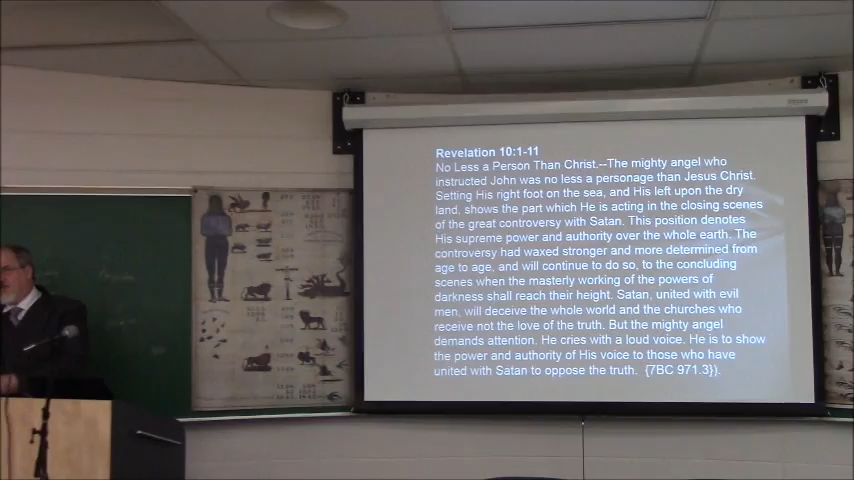 Revelation 10:1-11
No Less a Person Than Christ.--The mighty angel who
instructed John was no less a personage than Jesus Christ.
Setting His right foot on the sea, and His left upon the dry
land, shows the part which He is acting in the closing scenes
of the great controversy with Satan. This position denotes
His supreme power and authority over the whole earth. The
controversy had waxed stronger and more determined from
age to age, and will continue to do so, to the concluding
scenes when the masterly working of the powers of
darkness shall reach their height. Satan, united with evil
men, will deceive the whole world and the churches who
receive not the love of the truth. But the mighty angel
demands attention. He cries with a loud voice. He is to show
the power and authority of His voice to those who have
united with Satan to oppose the truth. {7BC 971.3}).